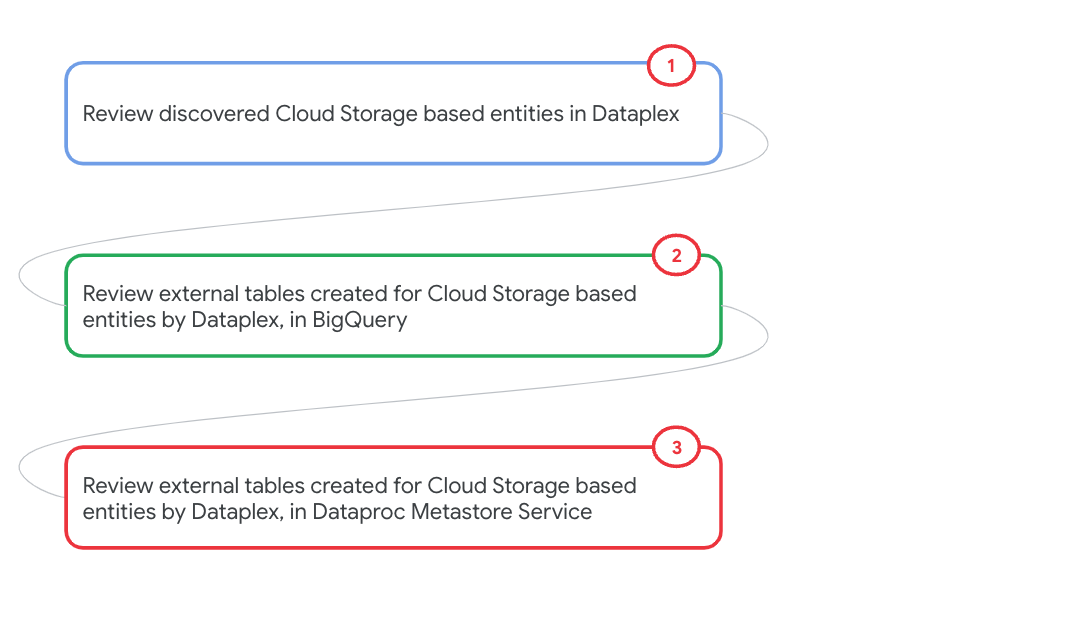 1
Review discovered Cloud Storage based entities in Dataplex
2
Review external tables created for Cloud Storage based
entities by Dataplex, in BigQuery
3
Review external tables created for Cloud Storage based
entities by Dataplex, in Dataproc Metastore Service